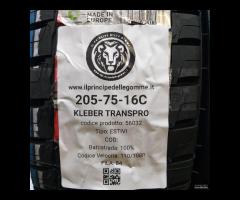 MADE IN
EUROPE
www.ilprincipedellegomme.it
205-75-16C
KLEBER TRANSPRO
codice prodotto: 56032
Tipo: ESTIVI
COD:
Battistrada: 100%
Codice Velocità: 110/108R